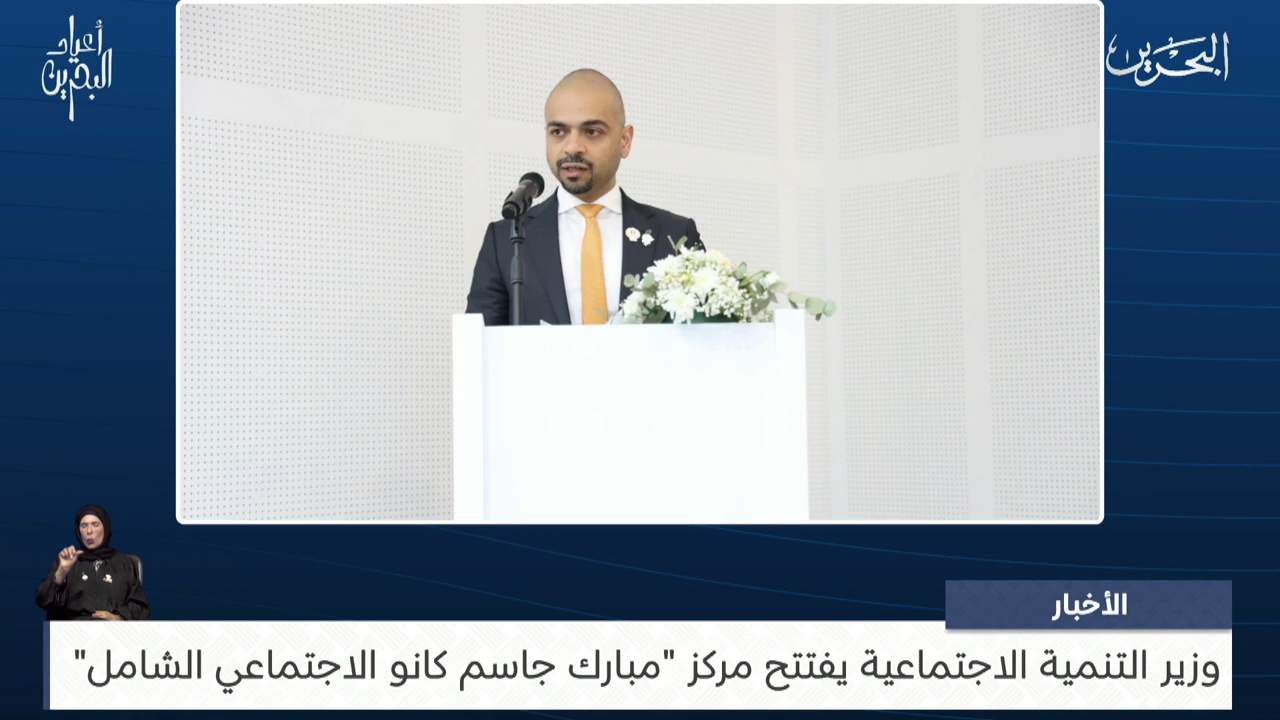 أعياد
البحرين
البحرين
الأخبار
وزير التنمية الاجتماعية يفتتح مركز "مبارك جاسم كانو الاجتماعي الشامل"